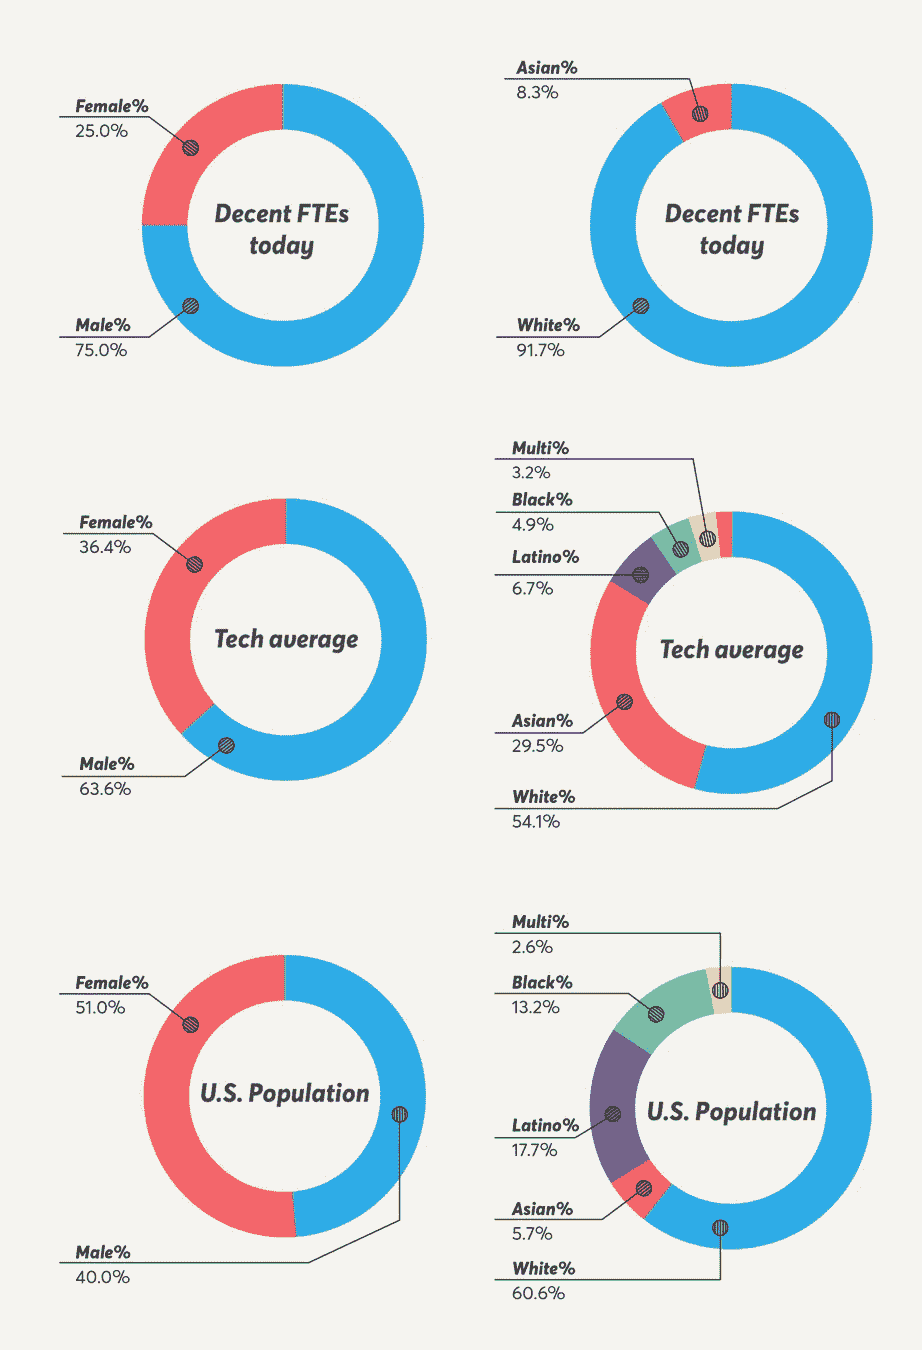 Female%
25.0%
Decent FTEs
today
Male%
75.0%
Asian%
8.3%
Decent FTEs
today
White%
91.7%
Female%
36.4%
Tech average
Male%
63.6%
Multi%
3.2%
Black%
4.9%
Latino%
6.7%
Tech average
Asian%
29.5%
White%
54.1%
Female%
51.0%
U.S. Population
Male%
40.0%
Multi%
2.6%
Black%
13.2%
U.S. Population
Latino%
17.7%
Asian%
5.7%
White%
60.6%